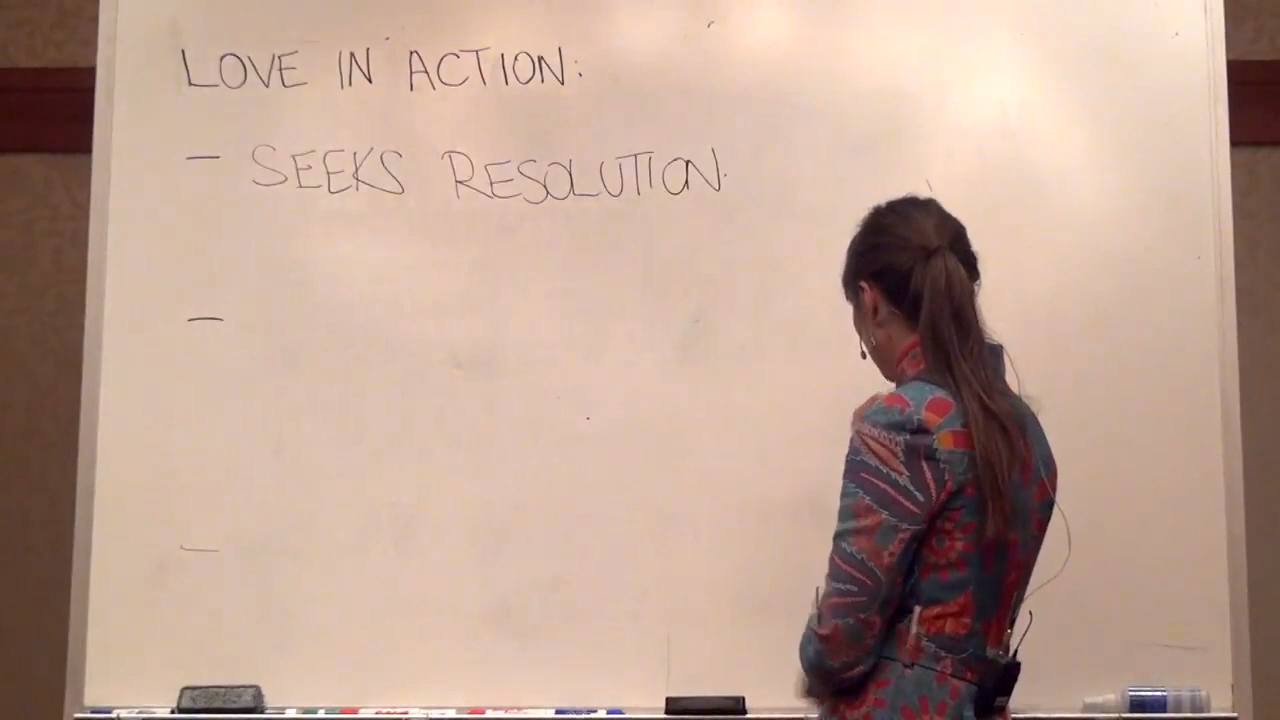 LOVE IN ACTION:
- SEEKS RESOLUTION.
-
-